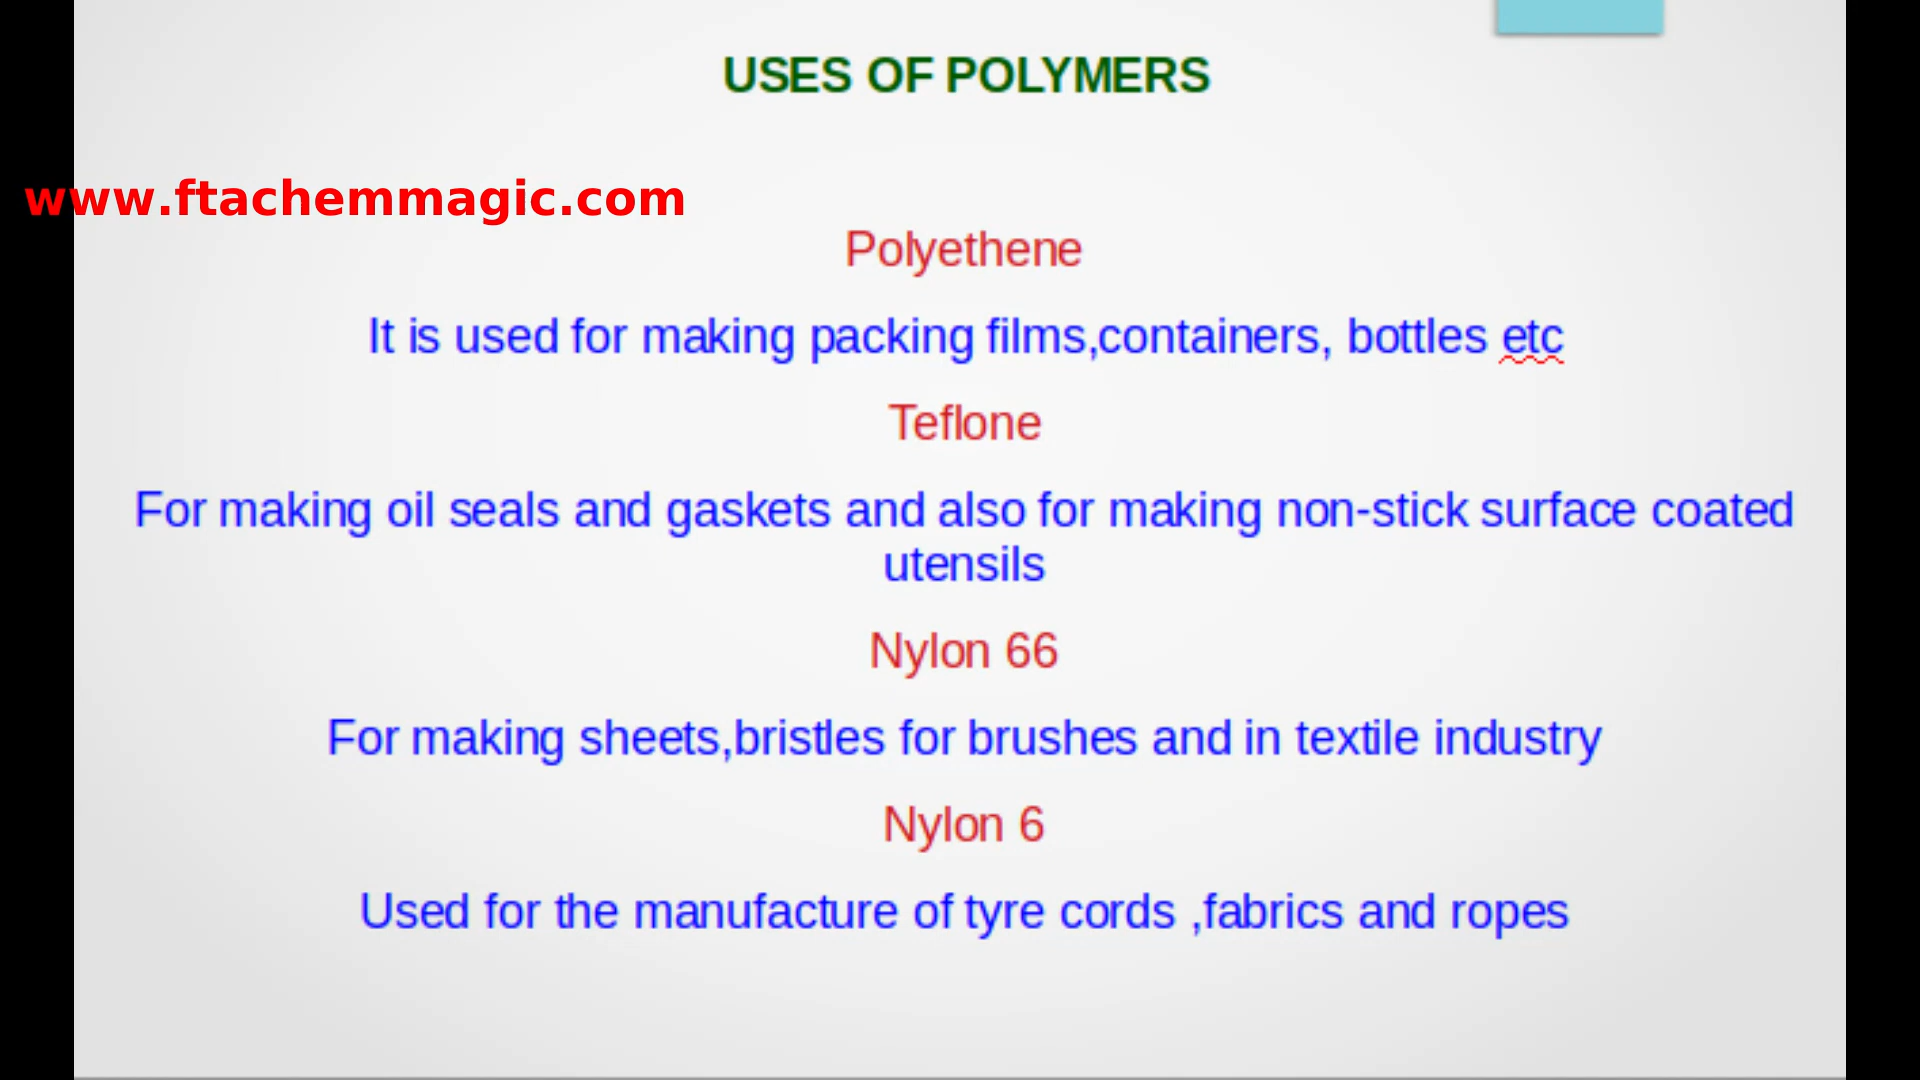 USES OF POLYMERS
www.ftachemmagic.com
Polyethene
It is used for making packing films,containers, bottles etc
Teflone
For making oil seals and gaskets and also for making non-stick surface coated
utensils
Nylon 66
For making sheets,bristles for brushes and in textile industry
Nylon 6
Used for the manufacture of tyre cords ,fabrics and ropes